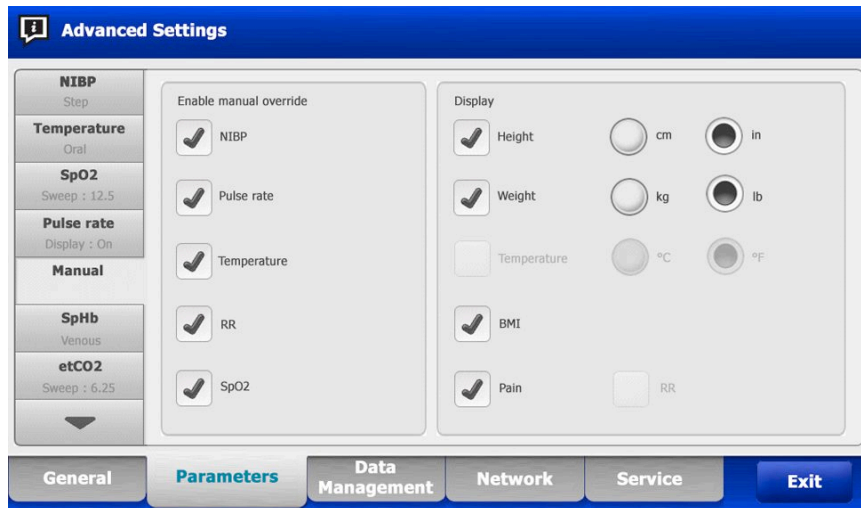 Advanced Settings
NIBP
Step
Temperature
Oral
SpO2
Sweep : 12.5
Pulse rate
Display : On
Manual
SpHb
Venous
etCO2
Sweep : 6.25
Enable manual override
NIBP
Pulse rate
Temperature
RR
SpO2
Display
Height cm in
Weight kg lb
Temperature °C °F
BMI
Pain RR
General
Parameters
Data
Management
Network
Service
Exit